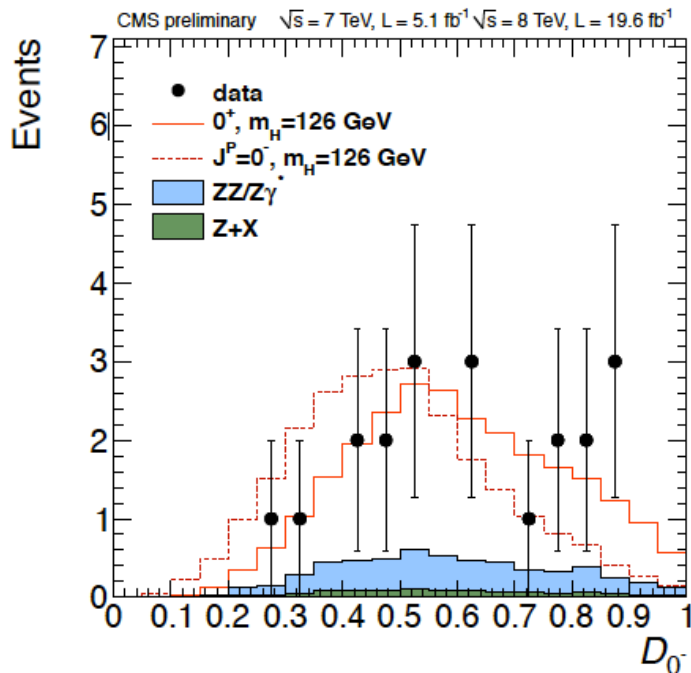 CMS preliminary √s = 7 TeV, L = 5.1 fb⁻¹ √s = 8 TeV, L = 19.6 fb⁻¹
Events
7
6
5
4
3
2
1
0
data
0⁺, m_H=126 GeV
J^P=0⁻, m_H=126 GeV
ZZ/Zγ*
Z+X
0 0.1 0.2 0.3 0.4 0.5 0.6 0.7 0.8 0.9 1
D_0⁻